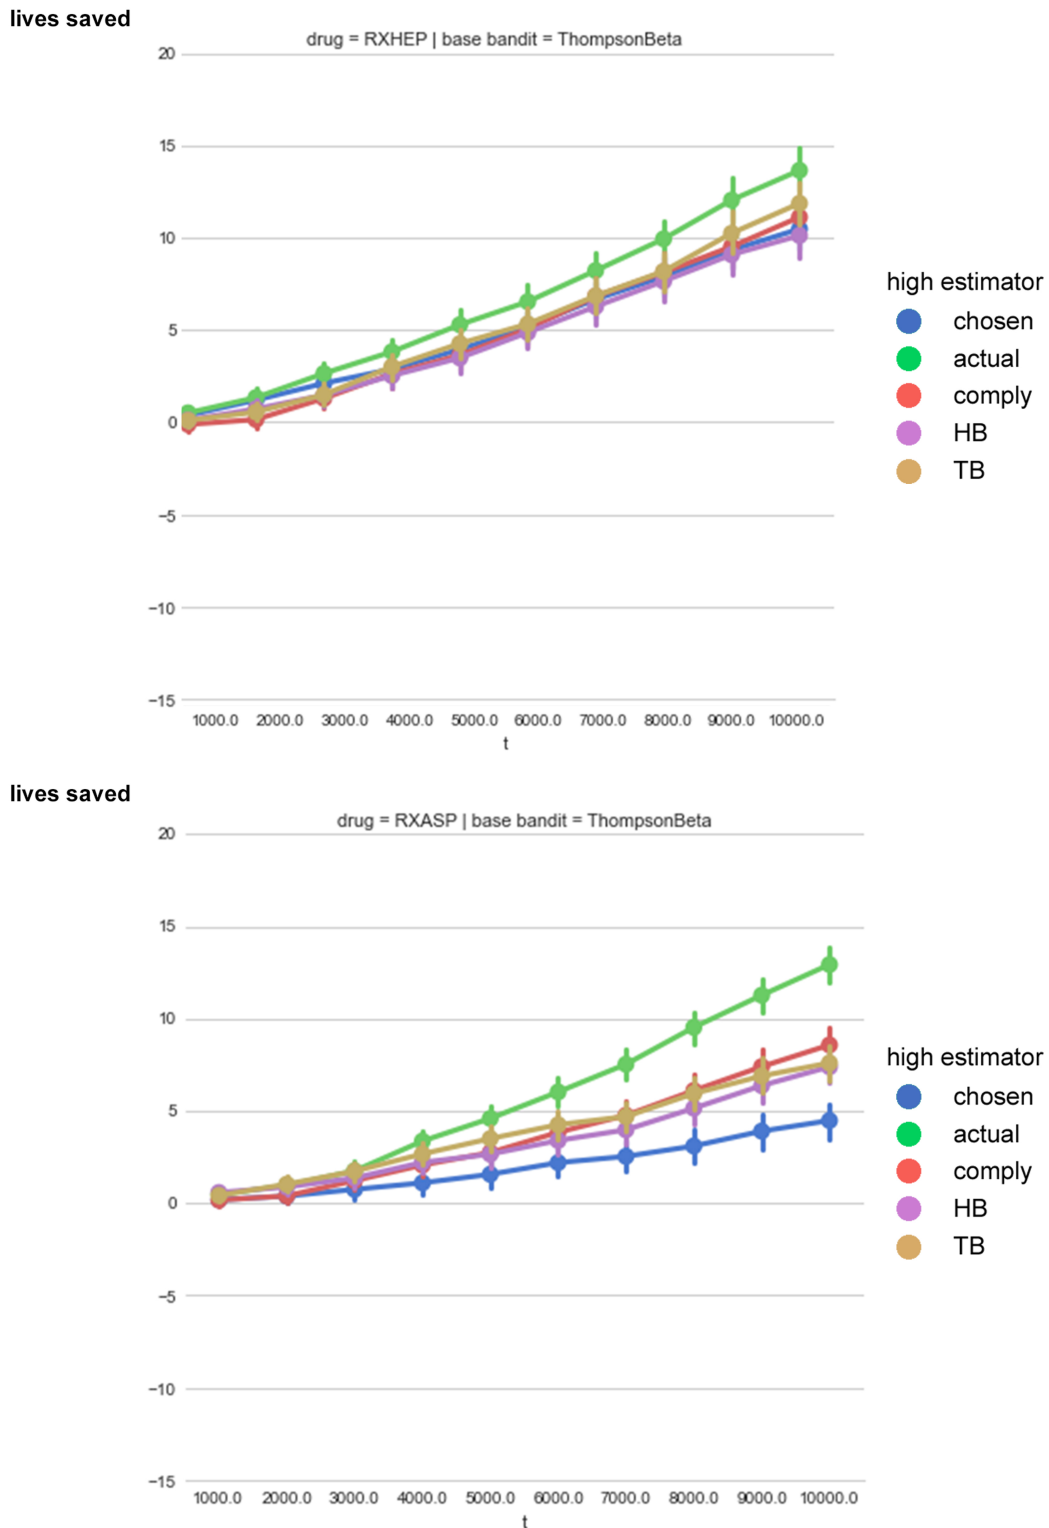 lives saved
drug = RXHEP | base bandit = ThompsonBeta
20
15
10
5
0
−5
−10
−15
1000.0 2000.0 3000.0 4000.0 5000.0 6000.0 7000.0 8000.0 9000.0 10000.0
t
high estimator
chosen
actual
comply
HB
TB
lives saved
drug = RXASP | base bandit = ThompsonBeta
20
15
10
5
0
−5
−10
−15
1000.0 2000.0 3000.0 4000.0 5000.0 6000.0 7000.0 8000.0 9000.0 10000.0
t
high estimator
chosen
actual
comply
HB
TB